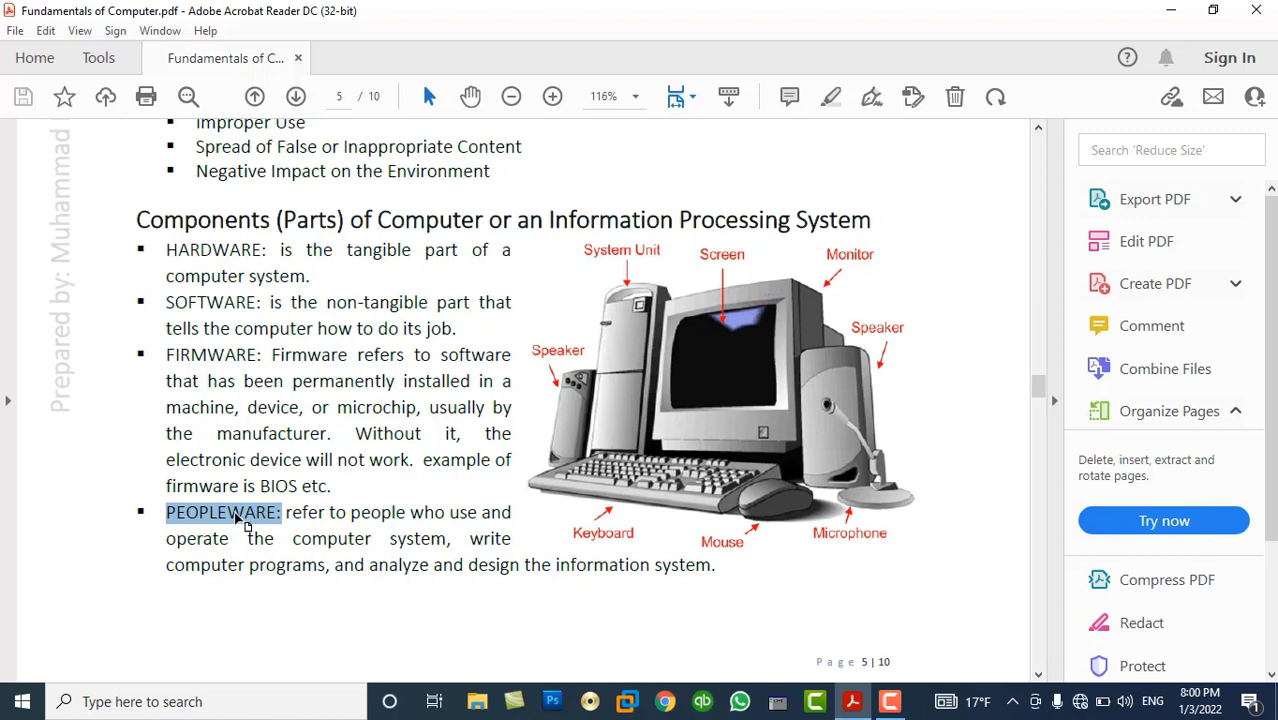 Fundamentals of Computer.pdf - Adobe Acrobat Reader DC (32-bit)
File Edit View Sign Window Help
Home Tools Fundamentals of C... × Sign In
5 / 10 116%
Improper Use
▪ Spread of False or Inappropriate Content
▪ Negative Impact on the Environment
Components (Parts) of Computer or an Information Processing System
▪ HARDWARE: is the tangible part of a
computer system.
▪ SOFTWARE: is the non-tangible part that
tells the computer how to do its job.
▪ FIRMWARE: Firmware refers to software
that has been permanently installed in a
machine, device, or microchip, usually by
the manufacturer. Without it, the
electronic device will not work. example of
firmware is BIOS etc.
▪ PEOPLEWARE: refer to people who use and
operate the computer system, write
computer programs, and analyze and design the information system.
System Unit
Screen
Monitor
Speaker
Speaker
Keyboard
Mouse
Microphone
Page 5 | 10
Prepared by: Muhammad
Search 'Reduce Size'
Export PDF
Edit PDF
Create PDF
Comment
Combine Files
Organize Pages
Delete, insert, extract and
rotate pages.
Try now
Compress PDF
Redact
Protect
Type here to search
Ps
qb
17°F
ENG
8:00 PM
1/3/2022
1